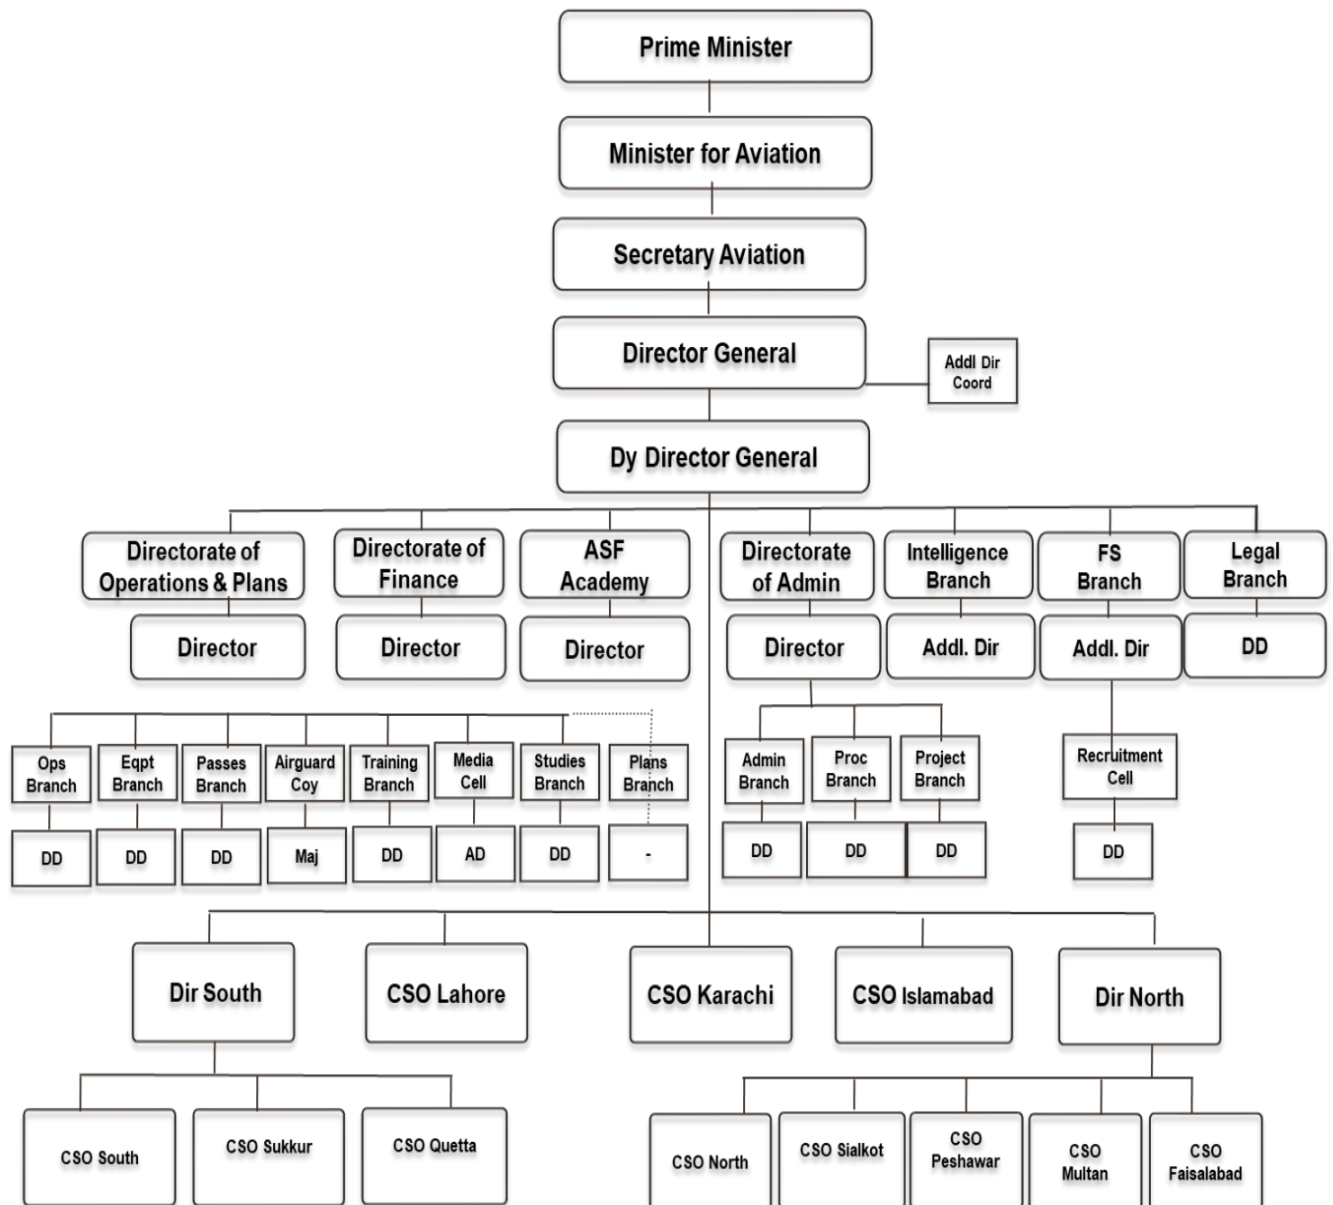 Prime Minister
Minister for Aviation
Secretary Aviation
Director General
Addl Dir
Coord
Dy Director General
Directorate of
Operations & Plans
Directorate of
Finance
ASF
Academy
Directorate
of Admin
Intelligence
Branch
FS
Branch
Legal
Branch
Director
Director
Director
Director
Addl. Dir
Addl. Dir
DD
Ops
Branch
Eqpt
Branch
Passes
Branch
Airguard
Coy
Training
Branch
Media
Cell
Studies
Branch
Plans
Branch
Admin
Branch
Proc
Branch
Project
Branch
Recruitment
Cell
DD
DD
DD
Maj
DD
AD
DD
-
DD
DD
DD
DD
Dir South
CSO Lahore
CSO Karachi
CSO Islamabad
Dir North
CSO South
CSO Sukkur
CSO Quetta
CSO North
CSO Sialkot
CSO
Peshawar
CSO
Multan
CSO
Faisalabad